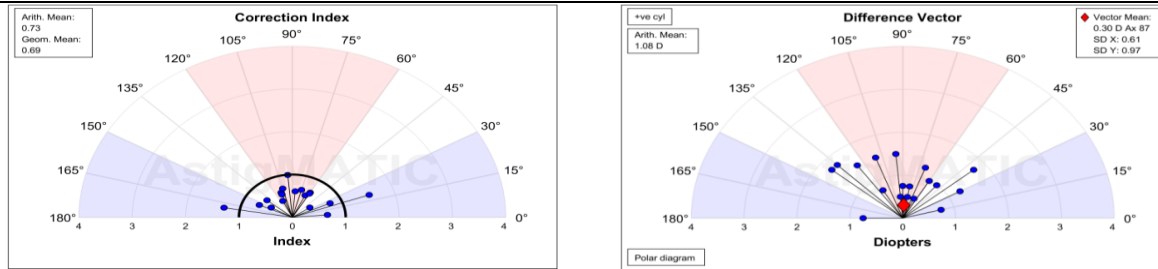 Correction Index
Arith. Mean:
0.73
Geom. Mean:
0.69
90°
105°
75°
120°
60°
135°
45°
150°
30°
165°
15°
180°
0°
AstigMATIC
4 3 2 1 0 1 2 3 4
Index
Difference Vector
+ve cyl
Arith. Mean:
1.08 D
Vector Mean:
0.30 D Ax 87
SD X: 0.61
SD Y: 0.97
90°
105°
75°
120°
60°
135°
45°
150°
30°
165°
15°
180°
0°
AstigMATIC
4 3 2 1 0 1 2 3 4
Diopters
Polar diagram